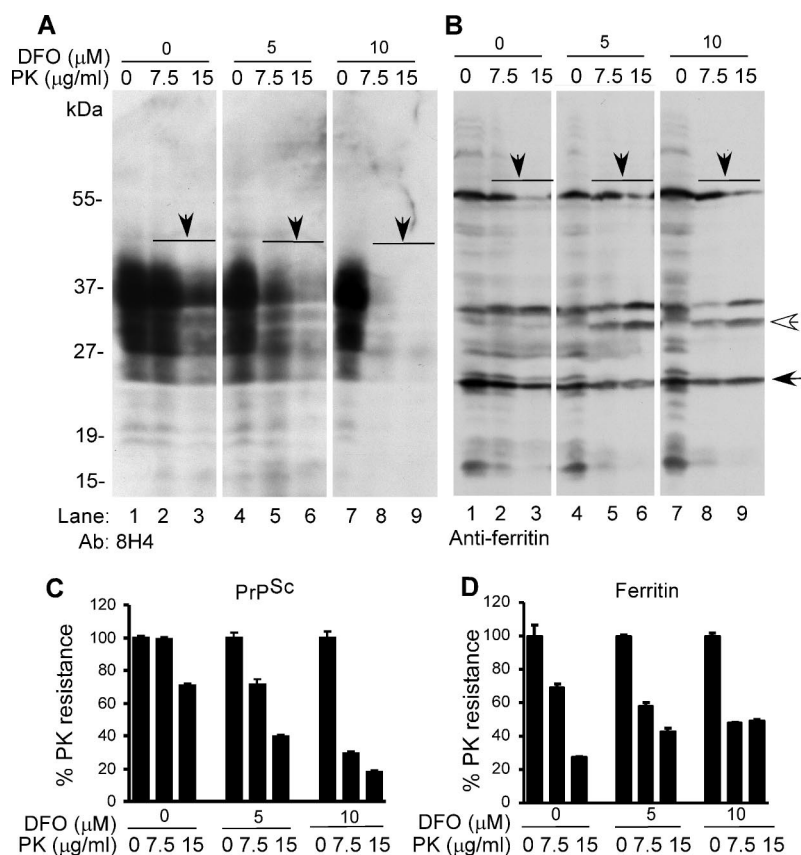 A
DFO (µM) 0 5 10
PK (µg/ml) 0 7.5 15 0 7.5 15 0 7.5 15
kDa
55-
37-
27-
19-
15-
Lane: 1 2 3 4 5 6 7 8 9
Ab: 8H4
B
0 5 10
0 7.5 15 0 7.5 15 0 7.5 15
1 2 3 4 5 6 7 8 9
Anti-ferritin
C
PrPSc
% PK resistance
120
100
80
60
40
20
0
DFO (µM) 0 5 10
PK (µg/ml) 0 7.5 15 0 7.5 15 0 7.5 15
D
Ferritin
% PK resistance
120
100
80
60
40
20
0
DFO (µM) 0 5 10
PK (µg/ml) 0 7.5 15 0 7.5 15 0 7.5 15